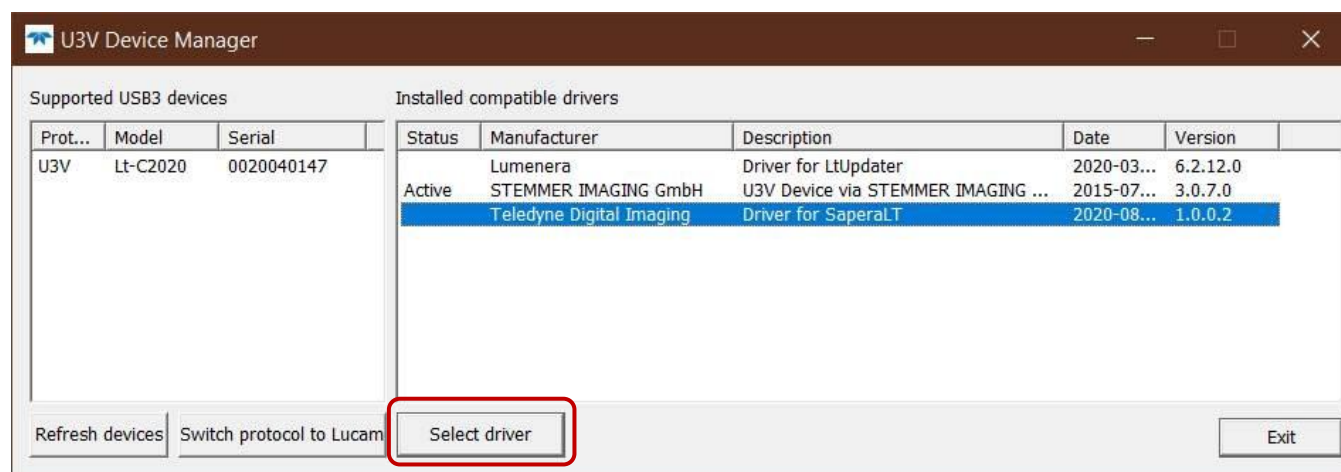 U3V Device Manager
Supported USB3 devices
Prot... Model Serial
U3V Lt-C2020 0020040147
Installed compatible drivers
Status Manufacturer Description Date Version
Lumenera Driver for LtUpdater 2020-03... 6.2.12.0
Active STEMMER IMAGING GmbH U3V Device via STEMMER IMAGING ... 2015-07... 3.0.7.0
Teledyne Digital Imaging Driver for SaperaLT 2020-08... 1.0.0.2
Refresh devices Switch protocol to Lucam Select driver Exit